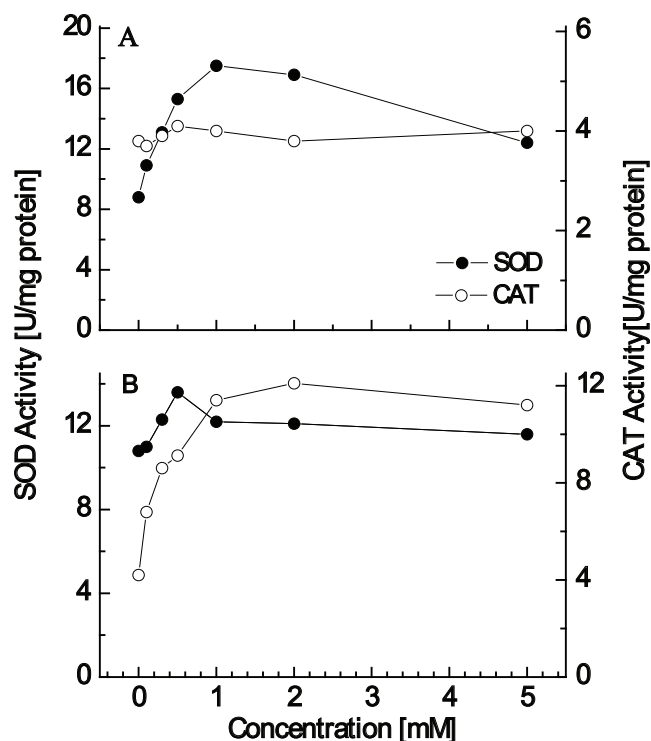 A
20
16
12
8
4
0
6
4
2
0
SOD
CAT
B
12
8
4
0
12
8
4
0
0 1 2 3 4 5
Concentration [mM]
SOD Activity [U/mg protein]
CAT Activity[U/mg protein]